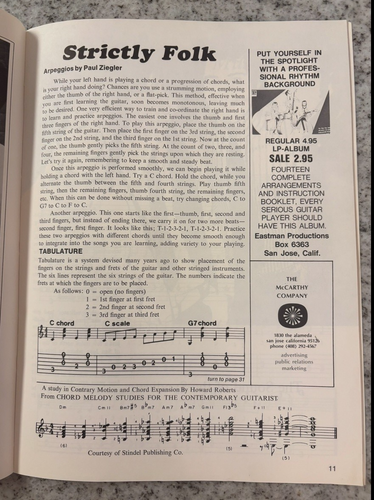 Strictly Folk
Arpeggios by Paul Ziegler
While your left hand is playing a chord or a progression of chords, what
is your right hand doing? Chances are you use a strumming motion, employing
either the thumb of the right hand, or a flat-pick. This method, effective when
you are first learning the guitar, soon becomes monotonous, leaving much
to be desired. One very efficient way to train and co-ordinate the right hand is
to learn and practice arpeggios. The easiest one involves the thumb and first
three fingers of the right hand. To play this arpeggio, place the thumb on the
fifth string of the guitar. Then place the first finger on the 3rd string, the second
finger on the 2nd string, and the third finger on the 1st string. Now at the count
of one, the thumb gently picks the fifth string. At the count of two, three, and
four, the remaining fingers gently pick the strings upon which they are resting.
Let's try it again, remembering to keep a smooth and steady beat.
Once this arpeggio is performed smoothly, we can begin playing it while
holding a chord with the left hand. Try a C chord. Hold the chord, while you
alternate the thumb between the fifth and fourth strings. Play thumb fifth
string, then the remaining fingers, thumb fourth string, the remaining fingers,
etc. When this can be done without missing a beat, try changing chords, C to
G7 to C to F to C.
Another arpeggio. This one starts like the first—thumb, first, second and
third fingers, but instead of ending there, we carry it on for two more beats—
second finger, first finger. It looks like this; T-1-2-3-2-1, T-1-2-3-2-1. Practice
these two arpeggios with different chords until they become smooth enough
to integrate into the songs you are learning, adding variety to your playing.
TABULATURE
Tabulature is a system devised many years ago to show placement of the
fingers on the strings and frets of the guitar and other stringed instruments.
The six lines represent the six strings of the guitar. The numbers indicate the
frets at which the fingers are to be placed.
As follows: 0 = open (no fingers)
1 = 1st finger at first fret
2 = 2nd finger at second fret
3 = 3rd finger at third fret
C chord C scale G7 chord
turn to page 31
A study in Contrary Motion and Chord Expansion By Howard Roberts
From CHORD MELODY STUDIES FOR THE CONTEMPORARY GUITARIST
Courtesy of Stindel Publishing Co.
PUT YOURSELF IN
THE SPOTLIGHT
WITH A PROFES-
SIONAL RHYTHM
BACKGROUND
REGULAR 4.95
LP-ALBUM
SALE 2.95
FOURTEEN
COMPLETE
ARRANGEMENTS
AND INSTRUCTION
BOOKLET. EVERY
SERIOUS GUITAR
PLAYER SHOULD
HAVE THIS ALBUM.
Eastman Productions
Box 6363
San Jose, Calif.
THE
McCARTHY
COMPANY
1030 the alameda
san jose california 95126
phone (408) 293-4567
advertising
public relations
marketing
11